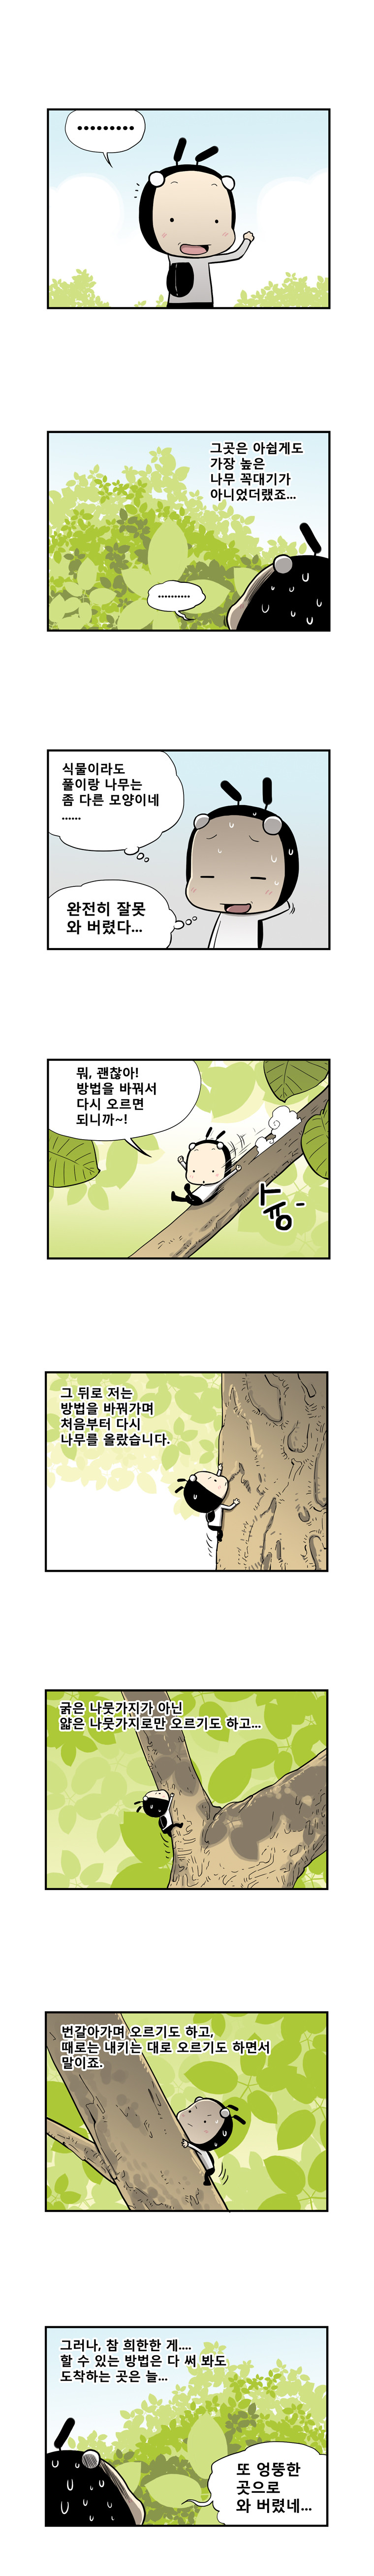 •••••••••
그곳은 아쉽게도
가장 높은
나무 꼭대기가
아니었더랬죠...
••••••••••
식물이라도
풀이랑 나무는
좀 다른 모양이네
......
완전히 잘못
와 버렸다...
뭐, 괜찮아!
방법을 바꿔서
다시 오르면
되니까~!
슝-
그 뒤로 저는
방법을 바꿔가며
처음부터 다시
나무를 올랐습니다.
굵은 나뭇가지가 아닌
얇은 나뭇가지로만 오르기도 하고...
번갈아가며 오르기도 하고,
때로는 내키는 대로 오르기도 하면서
말이죠.
그러나, 참 희한한 게....
할 수 있는 방법은 다 써 봐도
도착하는 곳은 늘...
또 엉뚱한
곳으로
와 버렸네...